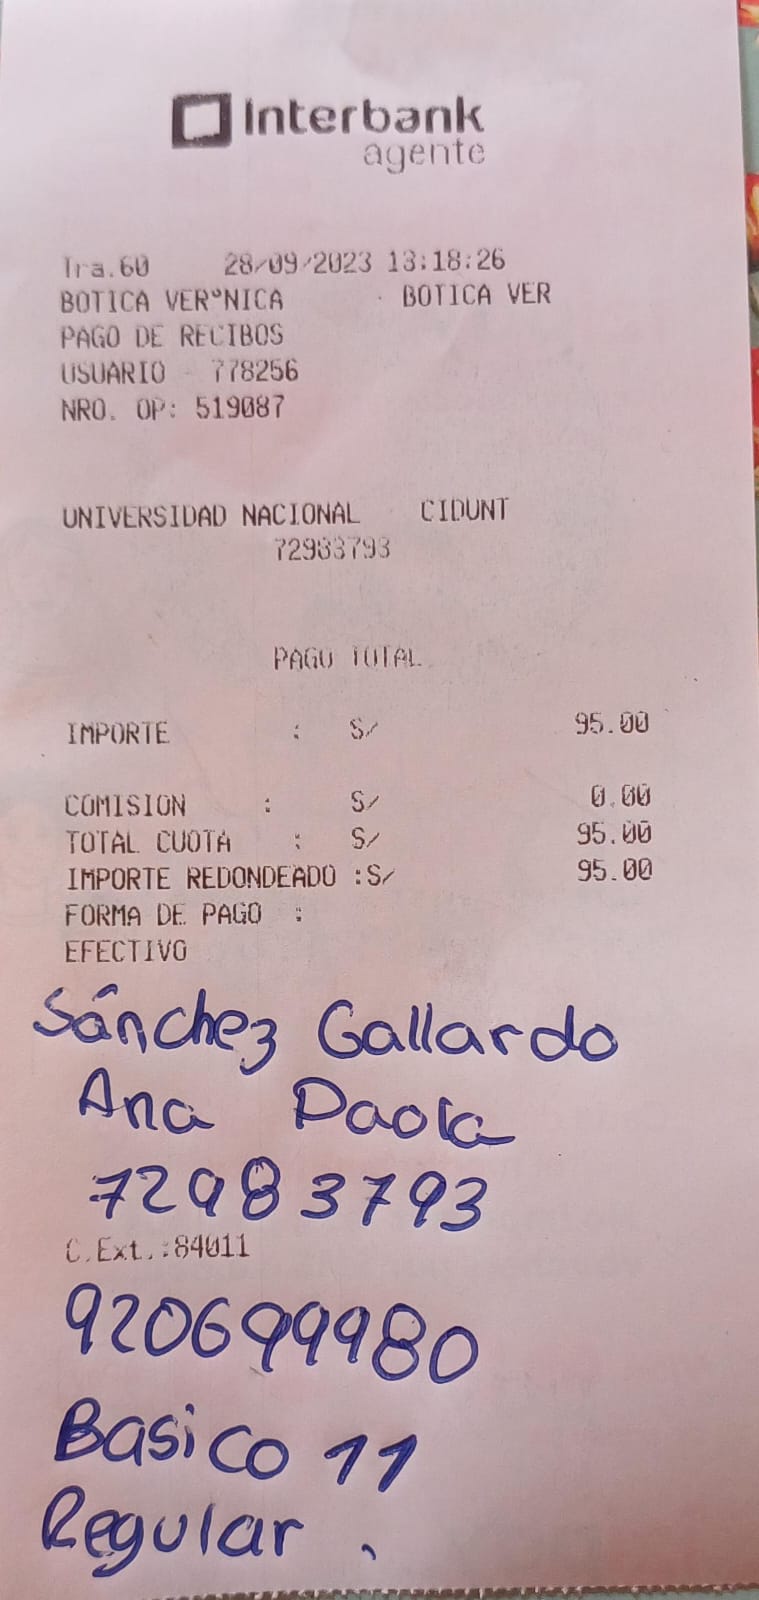 Interbank
agente
Tra.60 28/09/2023 13:18:26
BOTICA VER°NICA BOTICA VER
PAGO DE RECIBOS
USUARIO - 778256
NRO. OP: 519087
UNIVERSIDAD NACIONAL CIDUNT
72983793
PAGO TOTAL
IMPORTE : S/ 95.00
COMISION : S/ 0.00
TOTAL CUOTA : S/ 95.00
IMPORTE REDONDEADO :S/ 95.00
FORMA DE PAGO :
EFECTIVO
Sánchez Gallardo
Ana Paola
72983793
C.Ext.:84011
920699980
Basico 11
Regular.